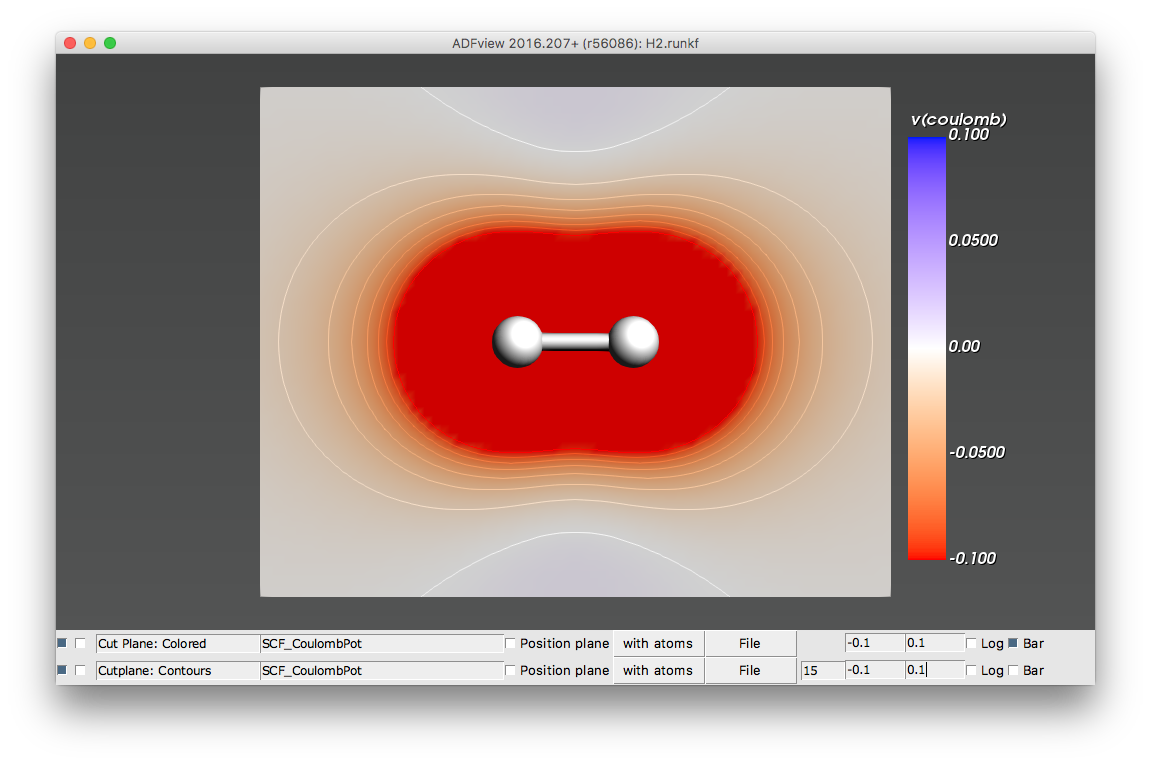 ADFview 2016.207+ (r56086): H2.runkf
v(coulomb)
0.100
0.0500
0.00
-0.0500
-0.100
Cut Plane: Colored SCF_CoulombPot Position plane with atoms File -0.1 0.1 Log Bar
Cutplane: Contours SCF_CoulombPot Position plane with atoms File 15 -0.1 0.1 Log Bar